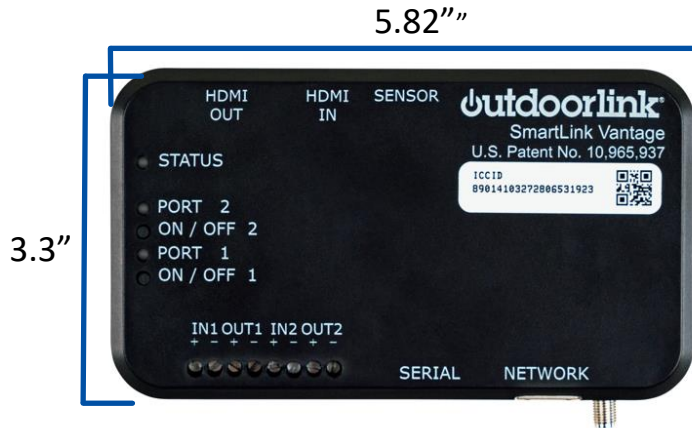 5.82””
HDMI OUT
HDMI IN
SENSOR
outdoorlink®
SmartLink Vantage
U.S. Patent No. 10,965,937
ICCID
89014103272806531923
STATUS
PORT 2
ON / OFF 2
PORT 1
ON / OFF 1
3.3”
IN1 OUT1 IN2 OUT2
+ - + - + - + -
SERIAL
NETWORK